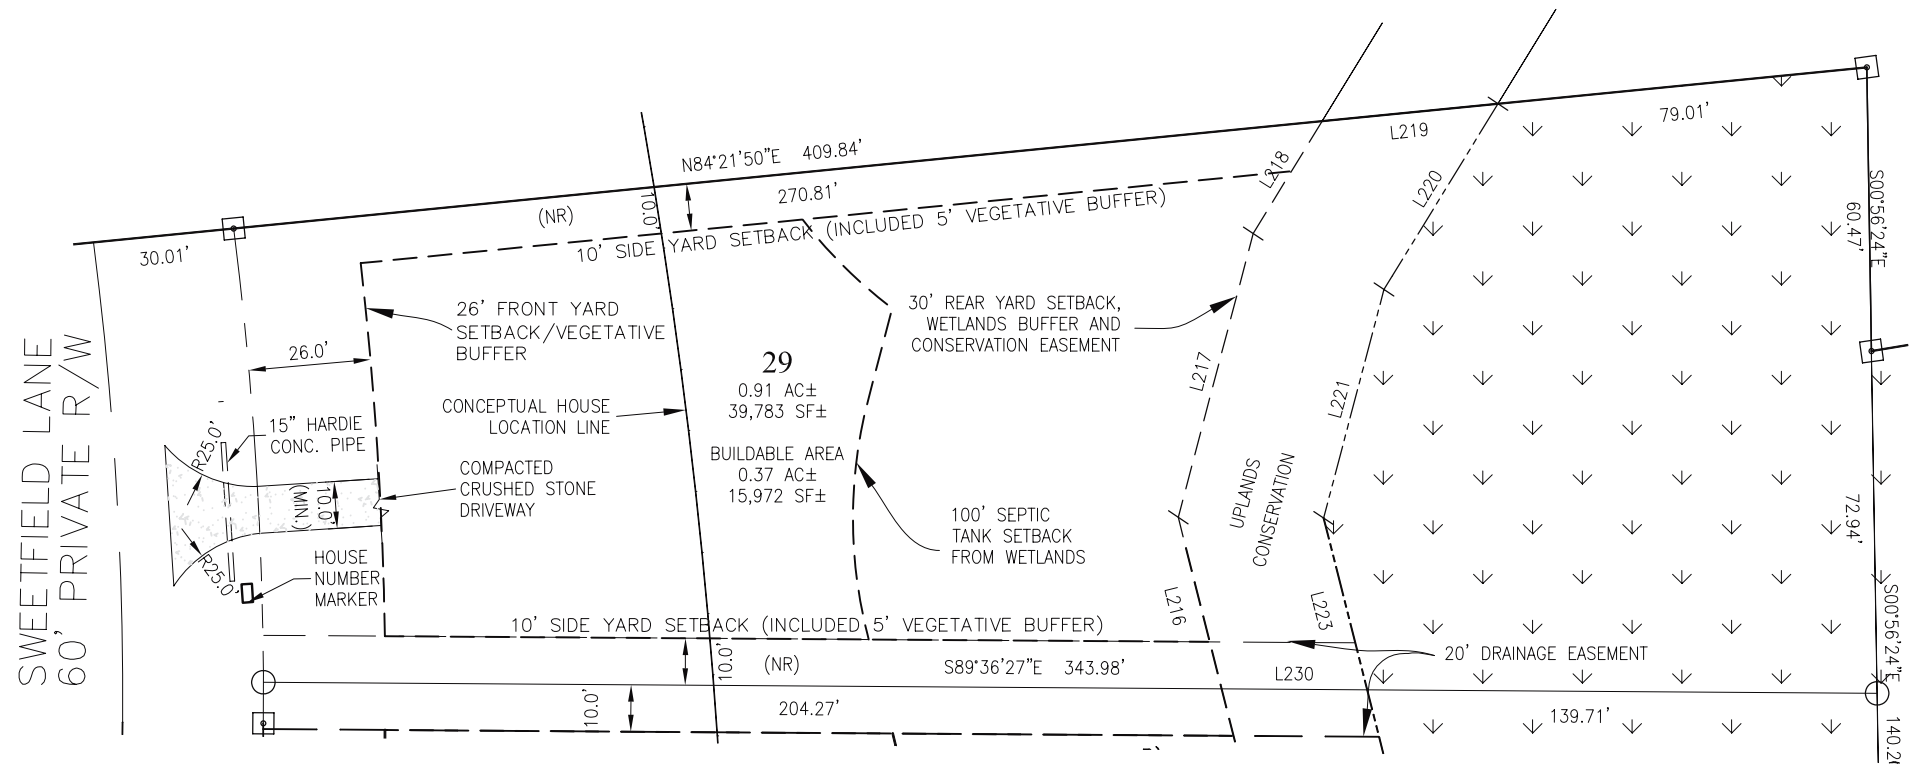 N84°21'50"E 409.84'
L219
79.01'
L218
270.81'
(NR)
10.0'
30.01'
10' SIDE YARD SETBACK (INCLUDED 5' VEGETATIVE BUFFER)
L220
S00°56'24"E
60.47'
26' FRONT YARD
SETBACK/VEGETATIVE
BUFFER
30' REAR YARD SETBACK,
WETLANDS BUFFER AND
CONSERVATION EASEMENT
26.0'
29
0.91 AC±
39,783 SF±
L217
L221
SWEETFIELD LANE
60' PRIVATE R/W
CONCEPTUAL HOUSE
LOCATION LINE
R25.0'
15" HARDIE
CONC. PIPE
BUILDABLE AREA
0.37 AC±
15,972 SF±
COMPACTED
CRUSHED STONE
DRIVEWAY
10.0'
(MIN.)
UPLANDS
CONSERVATION
100' SEPTIC
TANK SETBACK
FROM WETLANDS
72.94'
R25.0'
HOUSE
NUMBER
MARKER
L216
L223
10' SIDE YARD SETBACK (INCLUDED 5' VEGETATIVE BUFFER)
S00°56'24"E
20' DRAINAGE EASEMENT
10.0'
(NR)
S89°36'27"E 343.98'
L230
10.0'
204.27'
139.71'